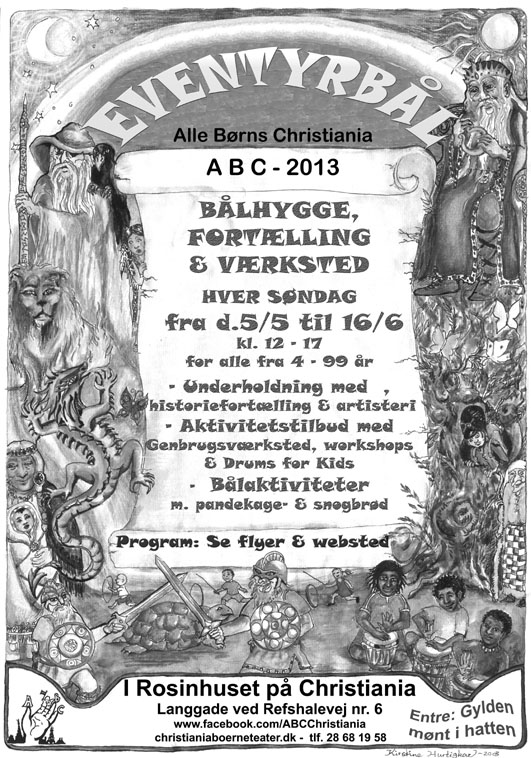 EVENTYRBÅL
Alle Børns Christiania
A B C - 2013
BÅLHYGGE,
FORTÆLLING
& VÆRKSTED
HVER SØNDAG
fra d.5/5 til 16/6
kl. 12 - 17
for alle fra 4 - 99 år
- Underholdning med ,
historiefortælling & artisteri
- Aktivitetstilbud med
Genbrugsværksted, workshops
& Drums for Kids
- Bålaktiviteter
m. pandekage- & snogbrød
Program: Se flyer & websted
I Rosinhuset på Christiania
Langgade ved Refshalevej nr. 6
www.facebook.com/ABCChristiania
christianiaboerneteater.dk - tlf. 28 68 19 58
Entre: Gylden
mønt i hatten
Kirstine 2013